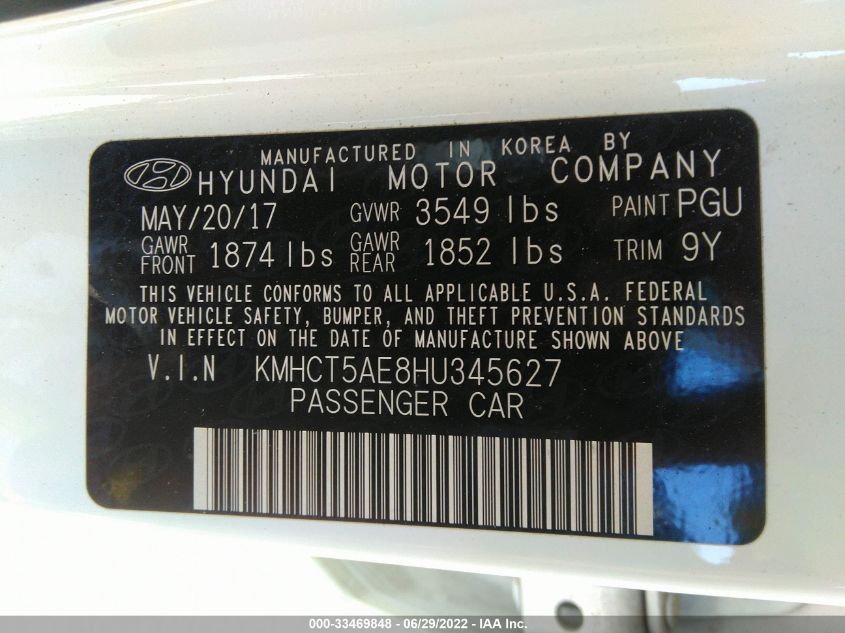 MANUFACTURED IN KOREA BY
HYUNDAI MOTOR COMPANY
MAY/20/17 GVWR 3549 lbs PAINT PGU
GAWR FRONT 1874 lbs GAWR REAR 1852 lbs TRIM 9Y
THIS VEHICLE CONFORMS TO ALL APPLICABLE U.S.A. FEDERAL
MOTOR VEHICLE SAFETY, BUMPER, AND THEFT PREVENTION STANDARDS
IN EFFECT ON THE DATE OF MANUFACTURE SHOWN ABOVE
V.I.N KMHCT5AE8HU345627
PASSENGER CAR
000-33469848 - 06/29/2022 - IAA Inc.